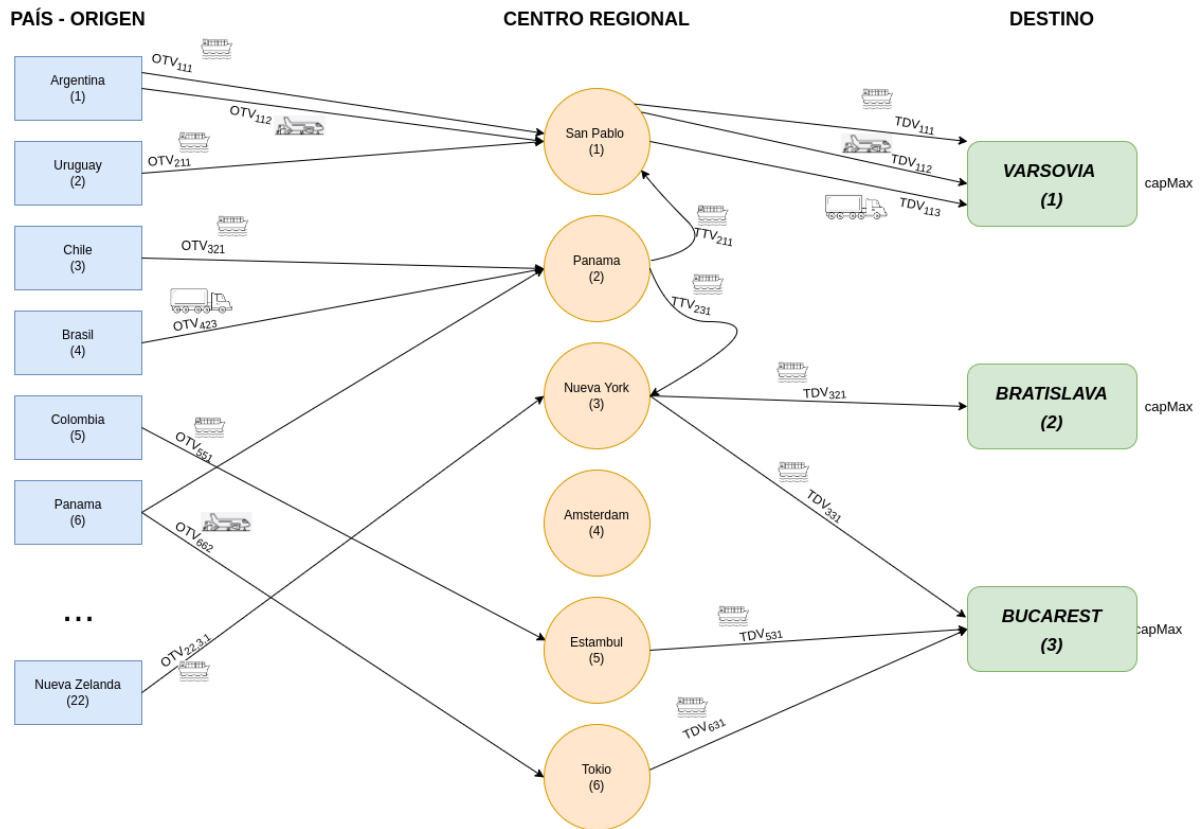 PAÍS - ORIGEN
CENTRO REGIONAL
DESTINO
Argentina
(1)
Uruguay
(2)
Chile
(3)
Brasil
(4)
Colombia
(5)
Panama
(6)
...
Nueva Zelanda
(22)
OTV111
OTV112
OTV211
OTV321
OTV423
OTV551
OTV662
OTV22,3,1
San Pablo
(1)
Panama
(2)
Nueva York
(3)
Amsterdam
(4)
Estambul
(5)
Tokio
(6)
TTV211
TTV231
TDV111
TDV112
TDV113
TDV321
TDV331
TDV531
TDV631
VARSOVIA
(1)
capMax
BRATISLAVA
(2)
capMax
BUCAREST
(3)
capMax